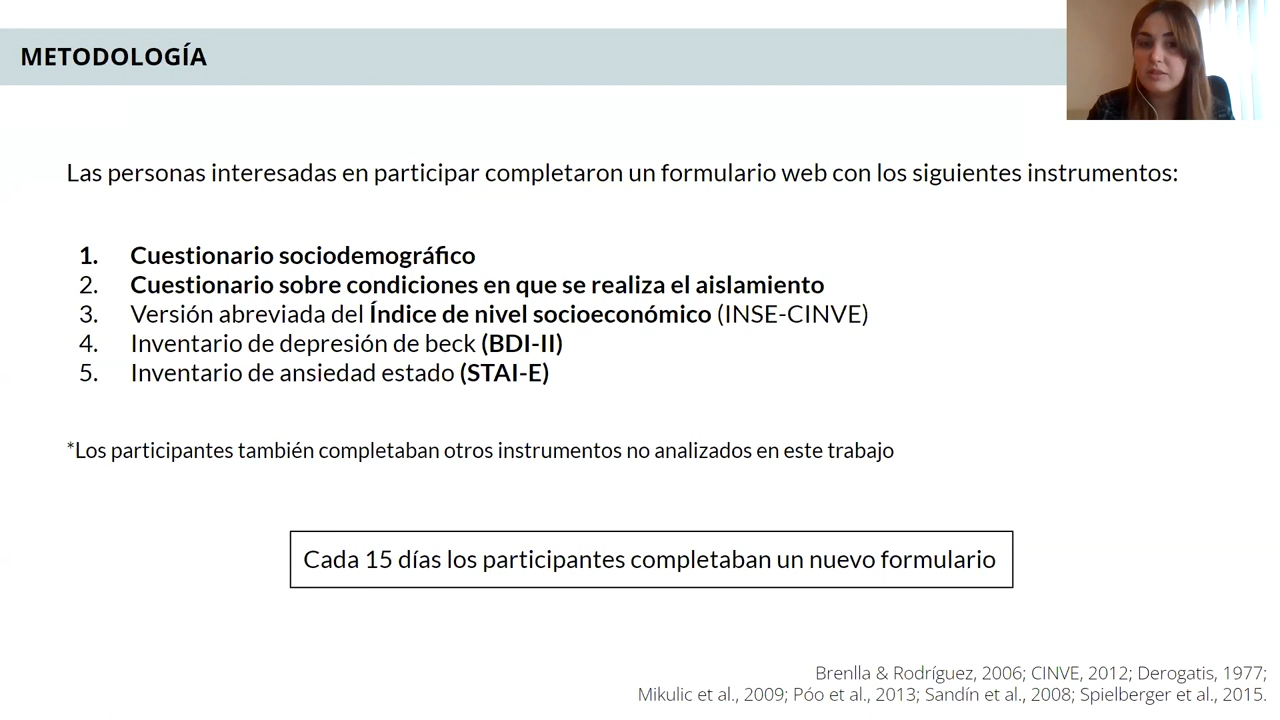 METODOLOGÍA
Las personas interesadas en participar completaron un formulario web con los siguientes instrumentos:
1. Cuestionario sociodemográfico
2. Cuestionario sobre condiciones en que se realiza el aislamiento
3. Versión abreviada del Índice de nivel socioeconómico (INSE-CINVE)
4. Inventario de depresión de beck (BDI-II)
5. Inventario de ansiedad estado (STAI-E)
*Los participantes también completaban otros instrumentos no analizados en este trabajo
Cada 15 días los participantes completaban un nuevo formulario
Brenlla & Rodríguez, 2006; CINVE, 2012; Derogatis, 1977;
Mikulic et al., 2009; Póo et al., 2013; Sandín et al., 2008; Spielberger et al., 2015.